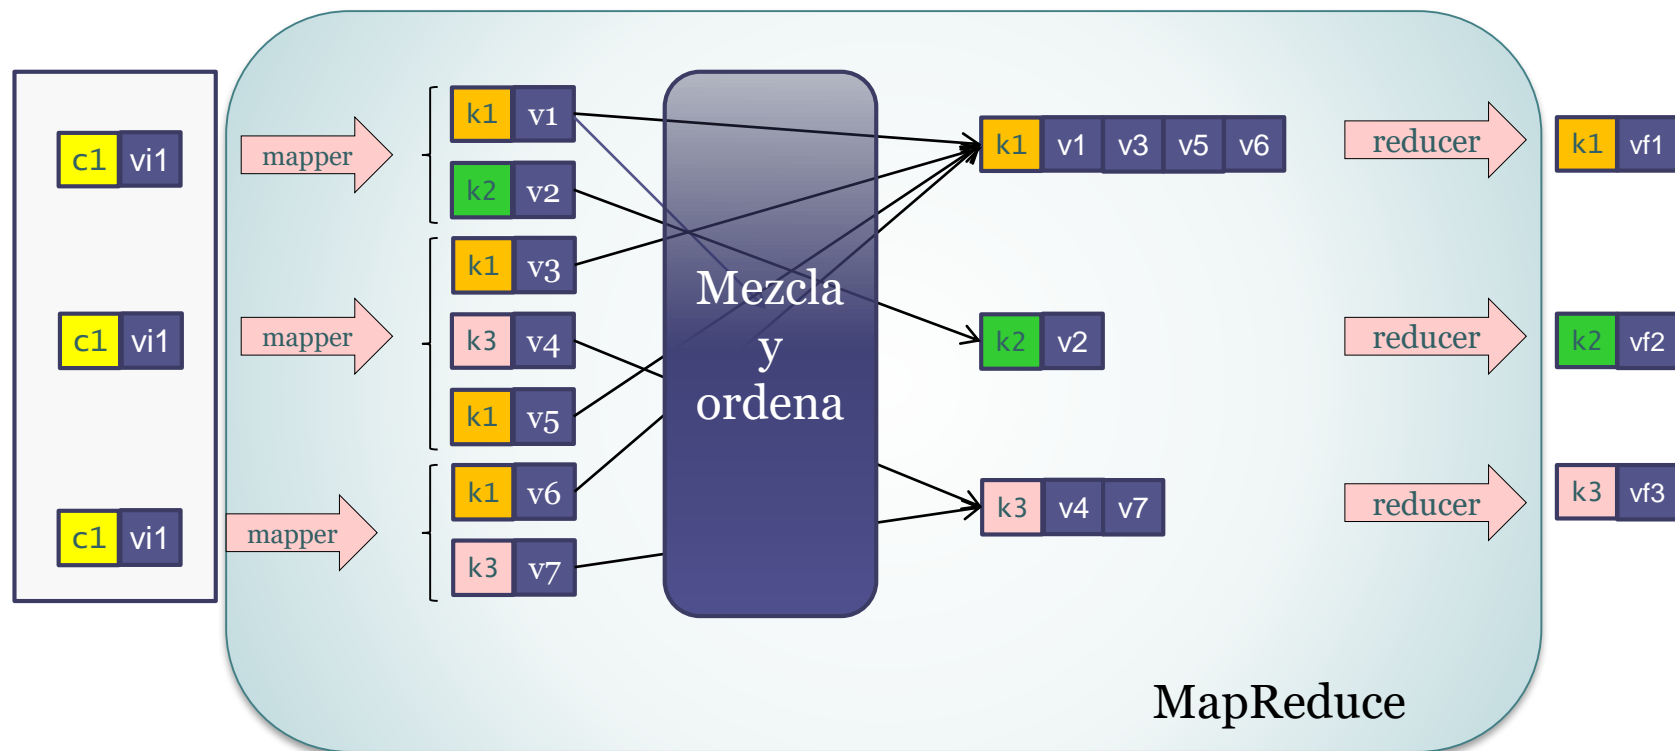 c1 vi1
mapper
k1 v1
k2 v2
c1 vi1
mapper
k1 v3
k3 v4
k1 v5
c1 vi1
mapper
k1 v6
k3 v7
Mezcla
y
ordena
k1 v1 v3 v5 v6
reducer
k1 vf1
k2 v2
reducer
k2 vf2
k3 v4 v7
reducer
k3 vf3
MapReduce